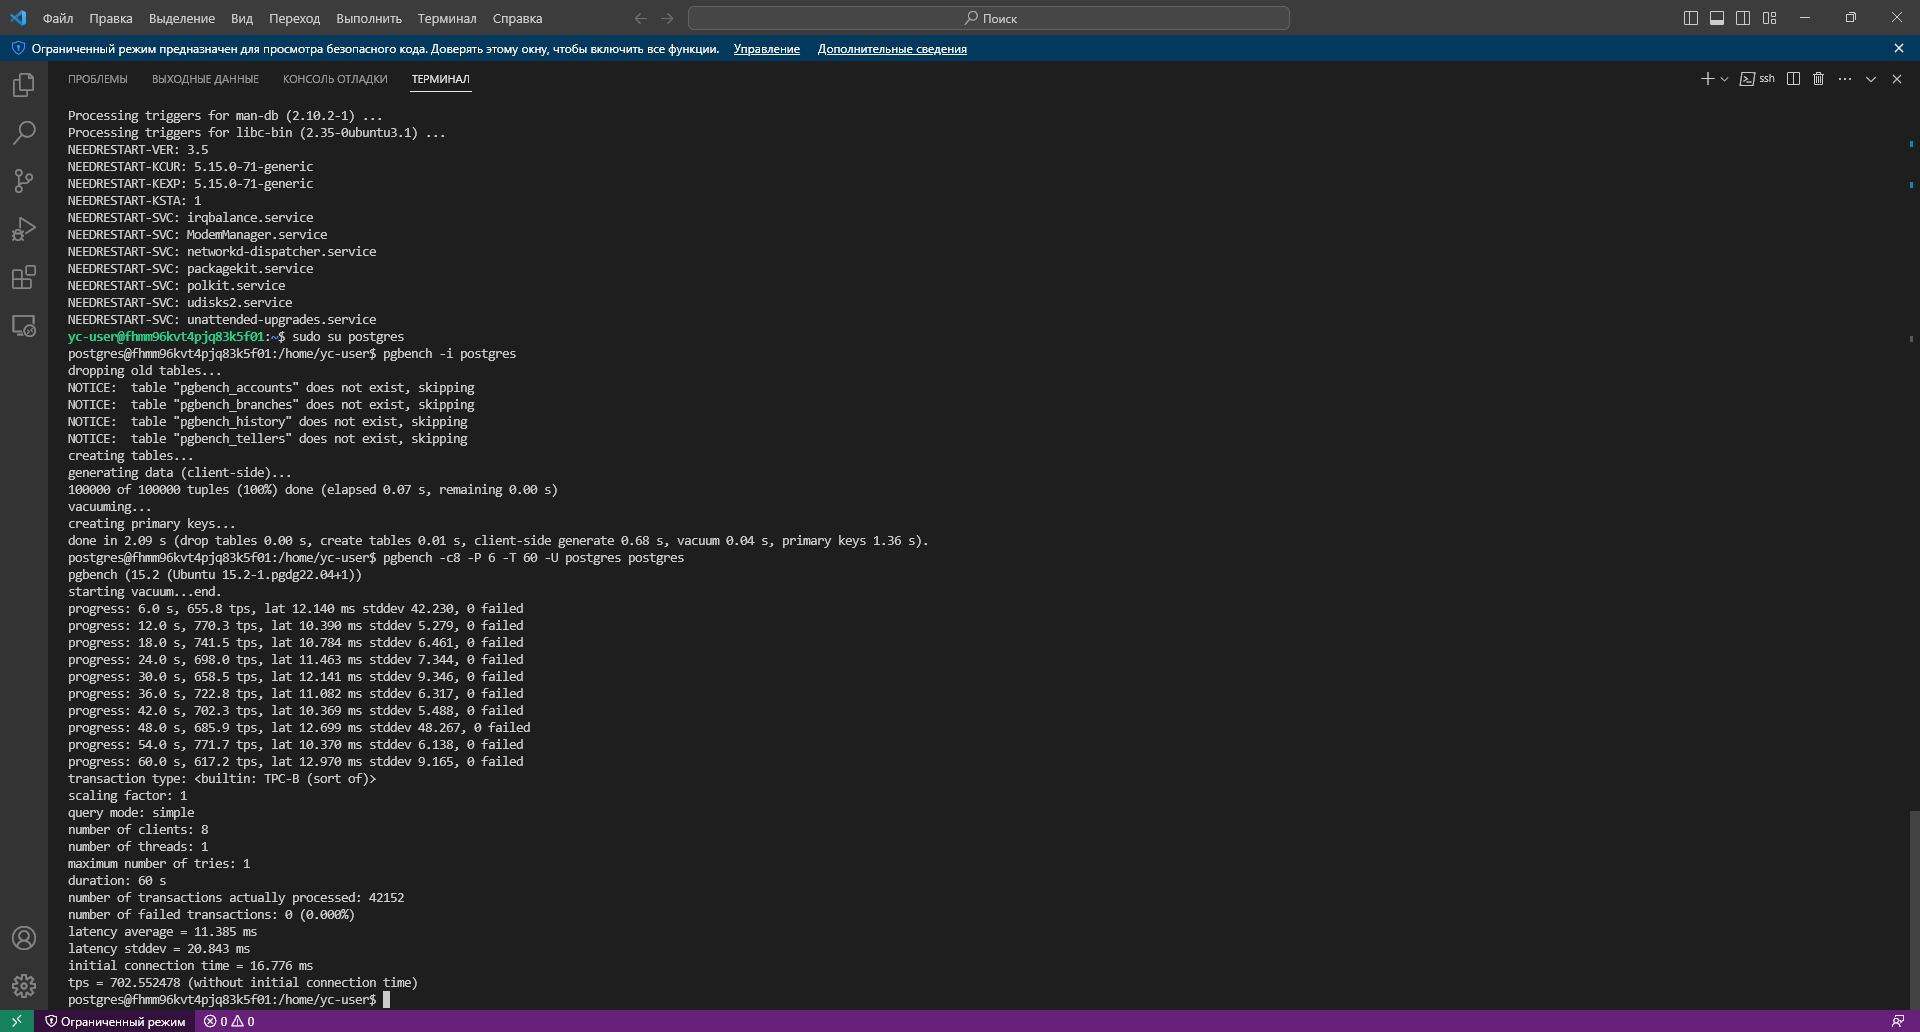 Файл Правка Выделение Вид Переход Выполнить Терминал Справка Поиск
Ограниченный режим предназначен для просмотра безопасного кода. Доверять этому окну, чтобы включить все функции. Управление Дополнительные сведения
ПРОБЛЕМЫ ВЫХОДНЫЕ ДАННЫЕ КОНСОЛЬ ОТЛАДКИ ТЕРМИНАЛ ssh
Processing triggers for man-db (2.10.2-1) ...
Processing triggers for libc-bin (2.35-0ubuntu3.1) ...
NEEDRESTART-VER: 3.5
NEEDRESTART-KCUR: 5.15.0-71-generic
NEEDRESTART-KEXP: 5.15.0-71-generic
NEEDRESTART-KSTA: 1
NEEDRESTART-SVC: irqbalance.service
NEEDRESTART-SVC: ModemManager.service
NEEDRESTART-SVC: networkd-dispatcher.service
NEEDRESTART-SVC: packagekit.service
NEEDRESTART-SVC: polkit.service
NEEDRESTART-SVC: udisks2.service
NEEDRESTART-SVC: unattended-upgrades.service
yc-user@fhmm96kvt4pjq83k5f01:~$ sudo su postgres
postgres@fhmm96kvt4pjq83k5f01:/home/yc-user$ pgbench -i postgres
dropping old tables...
NOTICE:  table "pgbench_accounts" does not exist, skipping
NOTICE:  table "pgbench_branches" does not exist, skipping
NOTICE:  table "pgbench_history" does not exist, skipping
NOTICE:  table "pgbench_tellers" does not exist, skipping
creating tables...
generating data (client-side)...
100000 of 100000 tuples (100%) done (elapsed 0.07 s, remaining 0.00 s)
vacuuming...
creating primary keys...
done in 2.09 s (drop tables 0.00 s, create tables 0.01 s, client-side generate 0.68 s, vacuum 0.04 s, primary keys 1.36 s).
postgres@fhmm96kvt4pjq83k5f01:/home/yc-user$ pgbench -c8 -P 6 -T 60 -U postgres postgres
pgbench (15.2 (Ubuntu 15.2-1.pgdg22.04+1))
starting vacuum...end.
progress: 6.0 s, 655.8 tps, lat 12.140 ms stddev 42.230, 0 failed
progress: 12.0 s, 770.3 tps, lat 10.390 ms stddev 5.279, 0 failed
progress: 18.0 s, 741.5 tps, lat 10.784 ms stddev 6.461, 0 failed
progress: 24.0 s, 698.0 tps, lat 11.463 ms stddev 7.344, 0 failed
progress: 30.0 s, 658.5 tps, lat 12.141 ms stddev 9.346, 0 failed
progress: 36.0 s, 722.8 tps, lat 11.082 ms stddev 6.317, 0 failed
progress: 42.0 s, 702.3 tps, lat 10.369 ms stddev 5.488, 0 failed
progress: 48.0 s, 685.9 tps, lat 12.699 ms stddev 48.267, 0 failed
progress: 54.0 s, 771.7 tps, lat 10.370 ms stddev 6.138, 0 failed
progress: 60.0 s, 617.2 tps, lat 12.970 ms stddev 9.165, 0 failed
transaction type: <builtin: TPC-B (sort of)>
scaling factor: 1
query mode: simple
number of clients: 8
number of threads: 1
maximum number of tries: 1
duration: 60 s
number of transactions actually processed: 42152
number of failed transactions: 0 (0.000%)
latency average = 11.385 ms
latency stddev = 20.843 ms
initial connection time = 16.776 ms
tps = 702.552478 (without initial connection time)
postgres@fhmm96kvt4pjq83k5f01:/home/yc-user$
Ограниченный режим 0 0